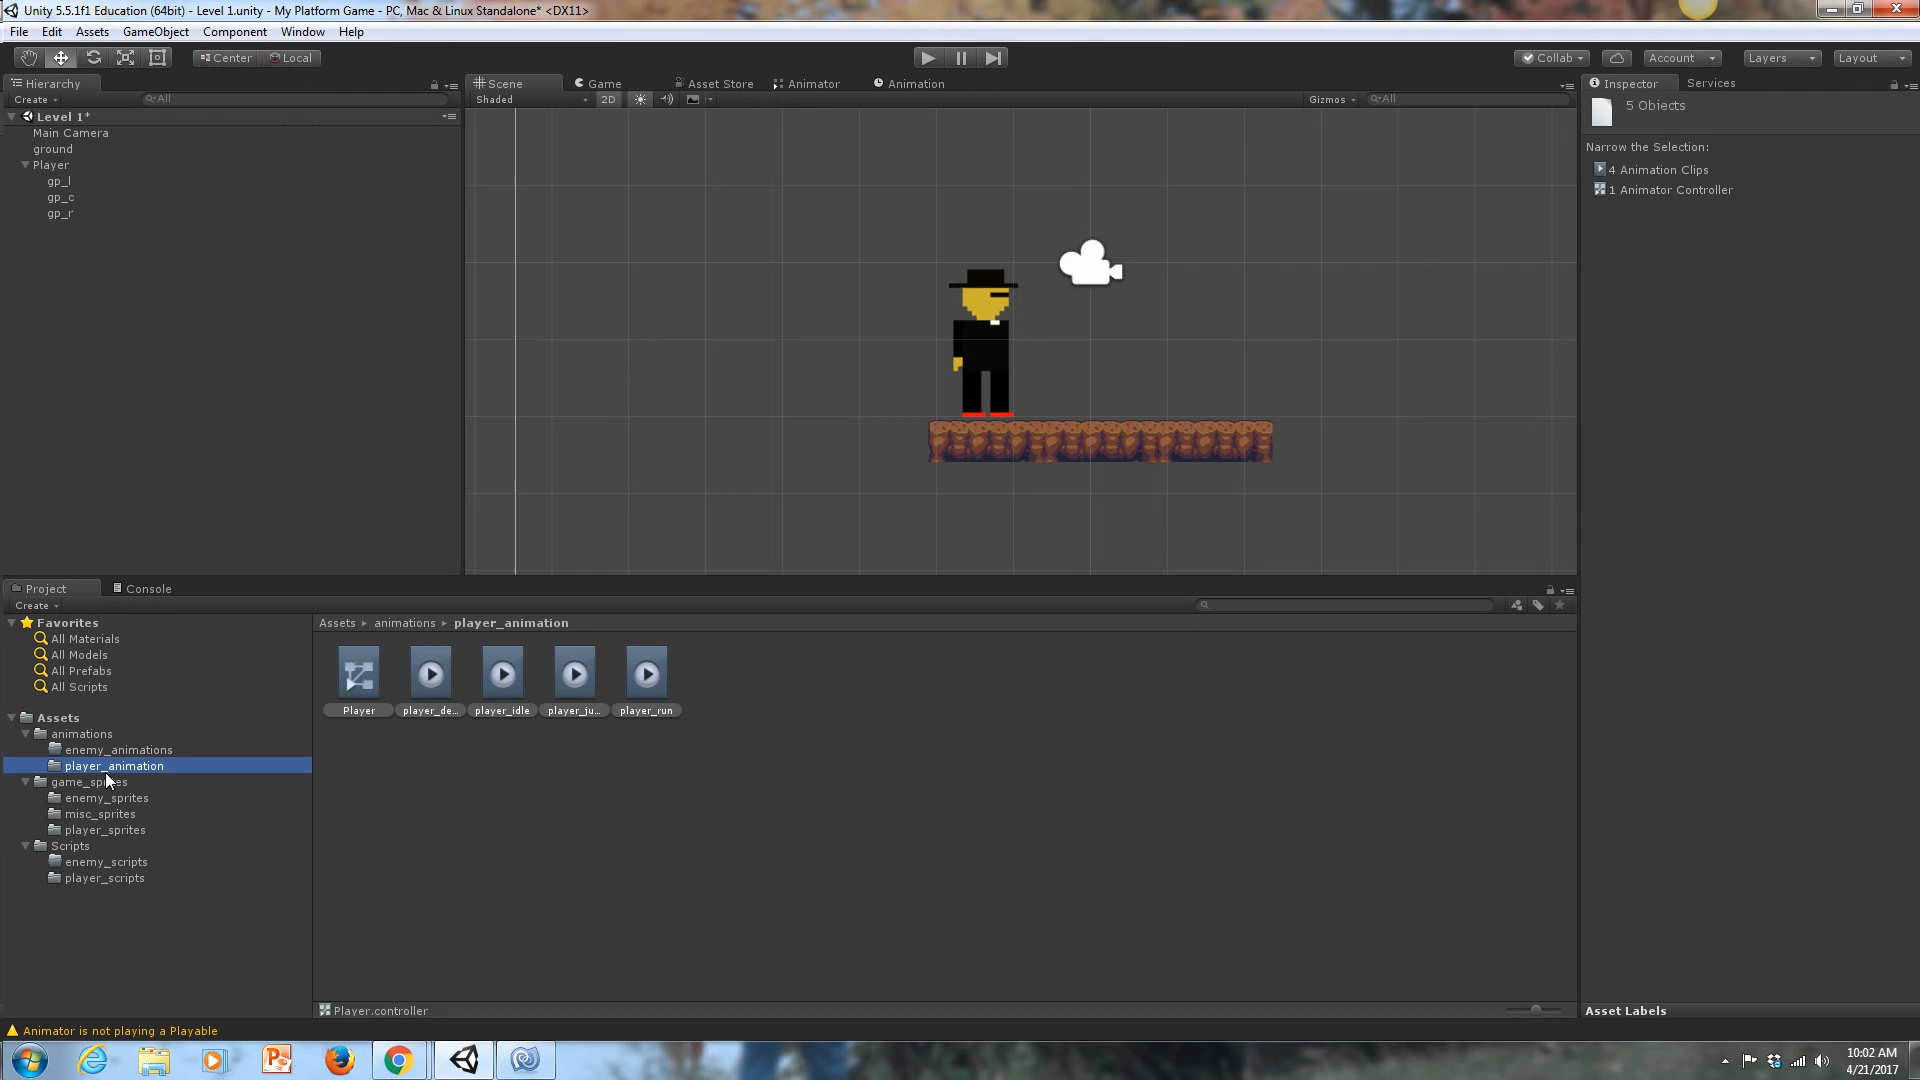 Unity 5.5.1f1 Education (64bit) - Level 1.unity - My Platform Game - PC, Mac & Linux Standalone* <DX11>
File Edit Assets GameObject Component Window Help
Center Local Collab Account Layers Layout
Hierarchy Scene Game Asset Store Animator Animation Inspector Services
Create All Shaded 2D Gizmos All
5 Objects
Level 1*
Main Camera
ground
Player
gp_l
gp_c
gp_r
Narrow the Selection:
4 Animation Clips
1 Animator Controller
Project Console
Create
Favorites
All Materials
All Models
All Prefabs
All Scripts
Assets
animations
enemy_animations
player_animation
game_sprites
enemy_sprites
misc_sprites
player_sprites
Scripts
enemy_scripts
player_scripts
Assets animations player_animation
Player player_de... player_idle player_ju... player_run
Player.controller
Asset Labels
Animator is not playing a Playable
10:02 AM
4/21/2017